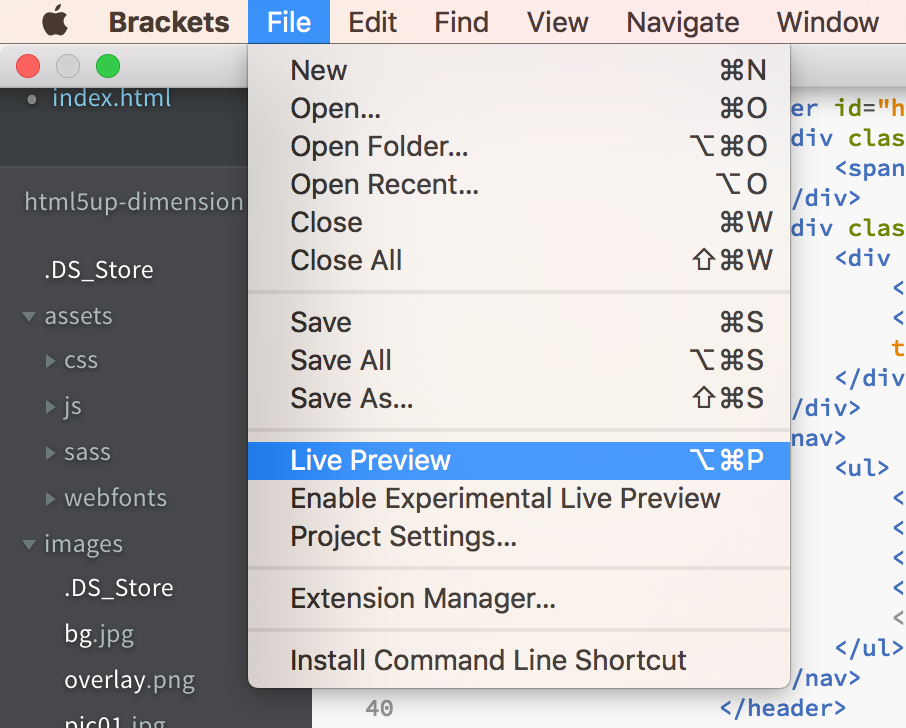 Brackets File Edit Find View Navigate Window
index.html
html5up-dimension
.DS_Store
assets
css
js
sass
webfonts
images
.DS_Store
bg.jpg
overlay.png
pic01.jpg
New ⌘N
Open... ⌘O
Open Folder... ⌥⌘O
Open Recent... ⌥O
Close ⌘W
Close All ⇧⌘W
Save ⌘S
Save All ⌥⌘S
Save As... ⇧⌘S
Live Preview ⌥⌘P
Enable Experimental Live Preview
Project Settings...
Extension Manager...
Install Command Line Shortcut
er id="h
div clas
<span
/div>
div clas
<div
<
<
t
</div
/div>
nav>
<ul>
<
<
<
<
<
</ul>
/nav>
40 </header>